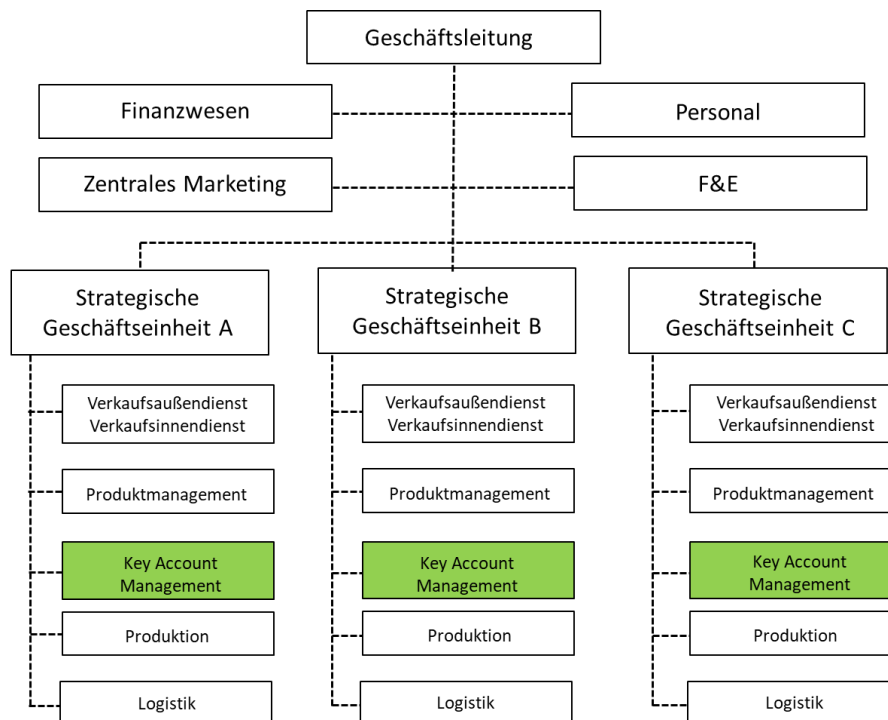 Geschäftsleitung
Finanzwesen
Personal
Zentrales Marketing
F&E
Strategische
Geschäftseinheit A
Strategische
Geschäftseinheit B
Strategische
Geschäftseinheit C
Verkaufsaußendienst
Verkaufsinnendienst
Verkaufsaußendienst
Verkaufsinnendienst
Verkaufsaußendienst
Verkaufsinnendienst
Produktmanagement
Produktmanagement
Produktmanagement
Key Account
Management
Key Account
Management
Key Account
Management
Produktion
Produktion
Produktion
Logistik
Logistik
Logistik